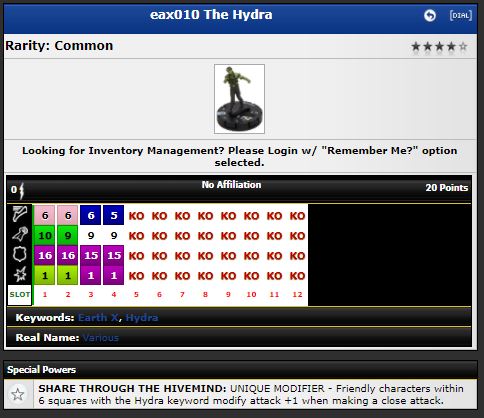 eax010 The Hydra
[DIAL]
Rarity: Common
Looking for Inventory Management? Please Login w/ "Remember Me?" option
selected.
0 No Affiliation 20 Points
6 6 6 5 KO KO KO KO KO KO KO KO
10 9 9 9 KO KO KO KO KO KO KO KO
16 16 15 15 KO KO KO KO KO KO KO KO
1 1 1 1 KO KO KO KO KO KO KO KO
SLOT 1 2 3 4 5 6 7 8 9 10 11 12
Keywords: Earth X, Hydra
Real Name: Various
Special Powers
SHARE THROUGH THE HIVEMIND: UNIQUE MODIFIER - Friendly characters within
6 squares with the Hydra keyword modify attack +1 when making a close attack.